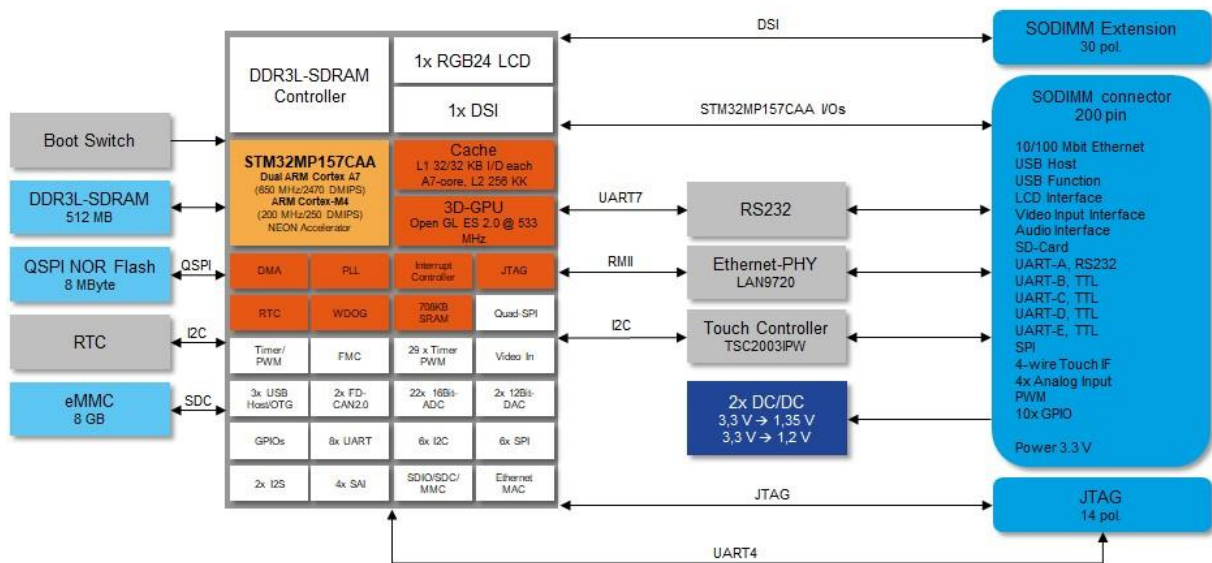 DSI
SODIMM Extension
30 pol.
DDR3L-SDRAM
Controller
1x RGB24 LCD
1x DSI
STM32MP157CAA I/Os
SODIMM connector
200 pin
10/100 Mbit Ethernet
USB Host
USB Function
LCD Interface
Video Input Interface
Audio Interface
SD-Card
UART-A, RS232
UART-B, TTL
UART-C, TTL
UART-D, TTL
UART-E, TTL
SPI
4-wire Touch IF
4x Analog Input
PWM
10x GPIO
Power 3.3 V
Boot Switch
DDR3L-SDRAM
512 MB
QSPI NOR Flash
8 MByte
QSPI
RTC
I2C
eMMC
8 GB
SDC
STM32MP157CAA
Dual ARM Cortex A7
(650 MHz/2470 DMIPS)
ARM Cortex-M4
(200 MHz/250 DMIPS)
NEON Accelerator
Cache
L1 32/32 KB I/D each
A7-core, L2 256 KK
3D-GPU
Open GL ES 2.0 @ 533
MHz
DMA
PLL
Interrupt
Controller
JTAG
RTC
WDOG
708KB
SRAM
Quad-SPI
Timer/
PWM
FMC
29 x Timer
PWM
Video In
3x USB
Host/OTG
2x FD-
CAN2.0
22x 16Bit-
ADC
2x 12Bit-
DAC
GPIOs
8x UART
6x I2C
6x SPI
2x I2S
4x SAI
SDIO/SDC/
MMC
Ethernet
MAC
UART7
RS232
RMII
Ethernet-PHY
LAN9720
I2C
Touch Controller
TSC2003IPW
2x DC/DC
3,3 V → 1,35 V
3,3 V → 1,2 V
JTAG
JTAG
14 pol.
UART4